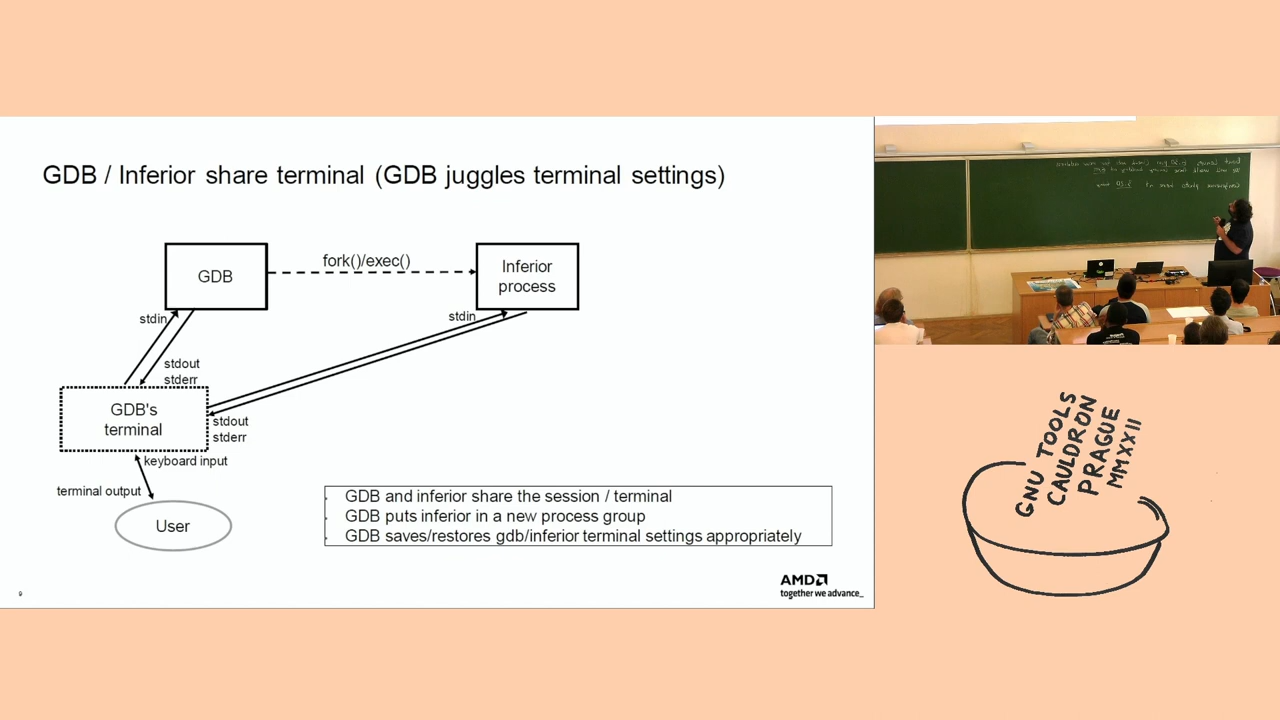 GDB / Inferior share terminal (GDB juggles terminal settings)
GDB
fork()/exec()
Inferior
process
stdin
stdin
stdout
stderr
GDB's
terminal
stdout
stderr
keyboard input
terminal output
User
GDB and inferior share the session / terminal
GDB puts inferior in a new process group
GDB saves/restores gdb/inferior terminal settings appropriately
9
AMD
together we advance_
GNU TOOLS
CAULDRON
PRAGUE
MMXXII